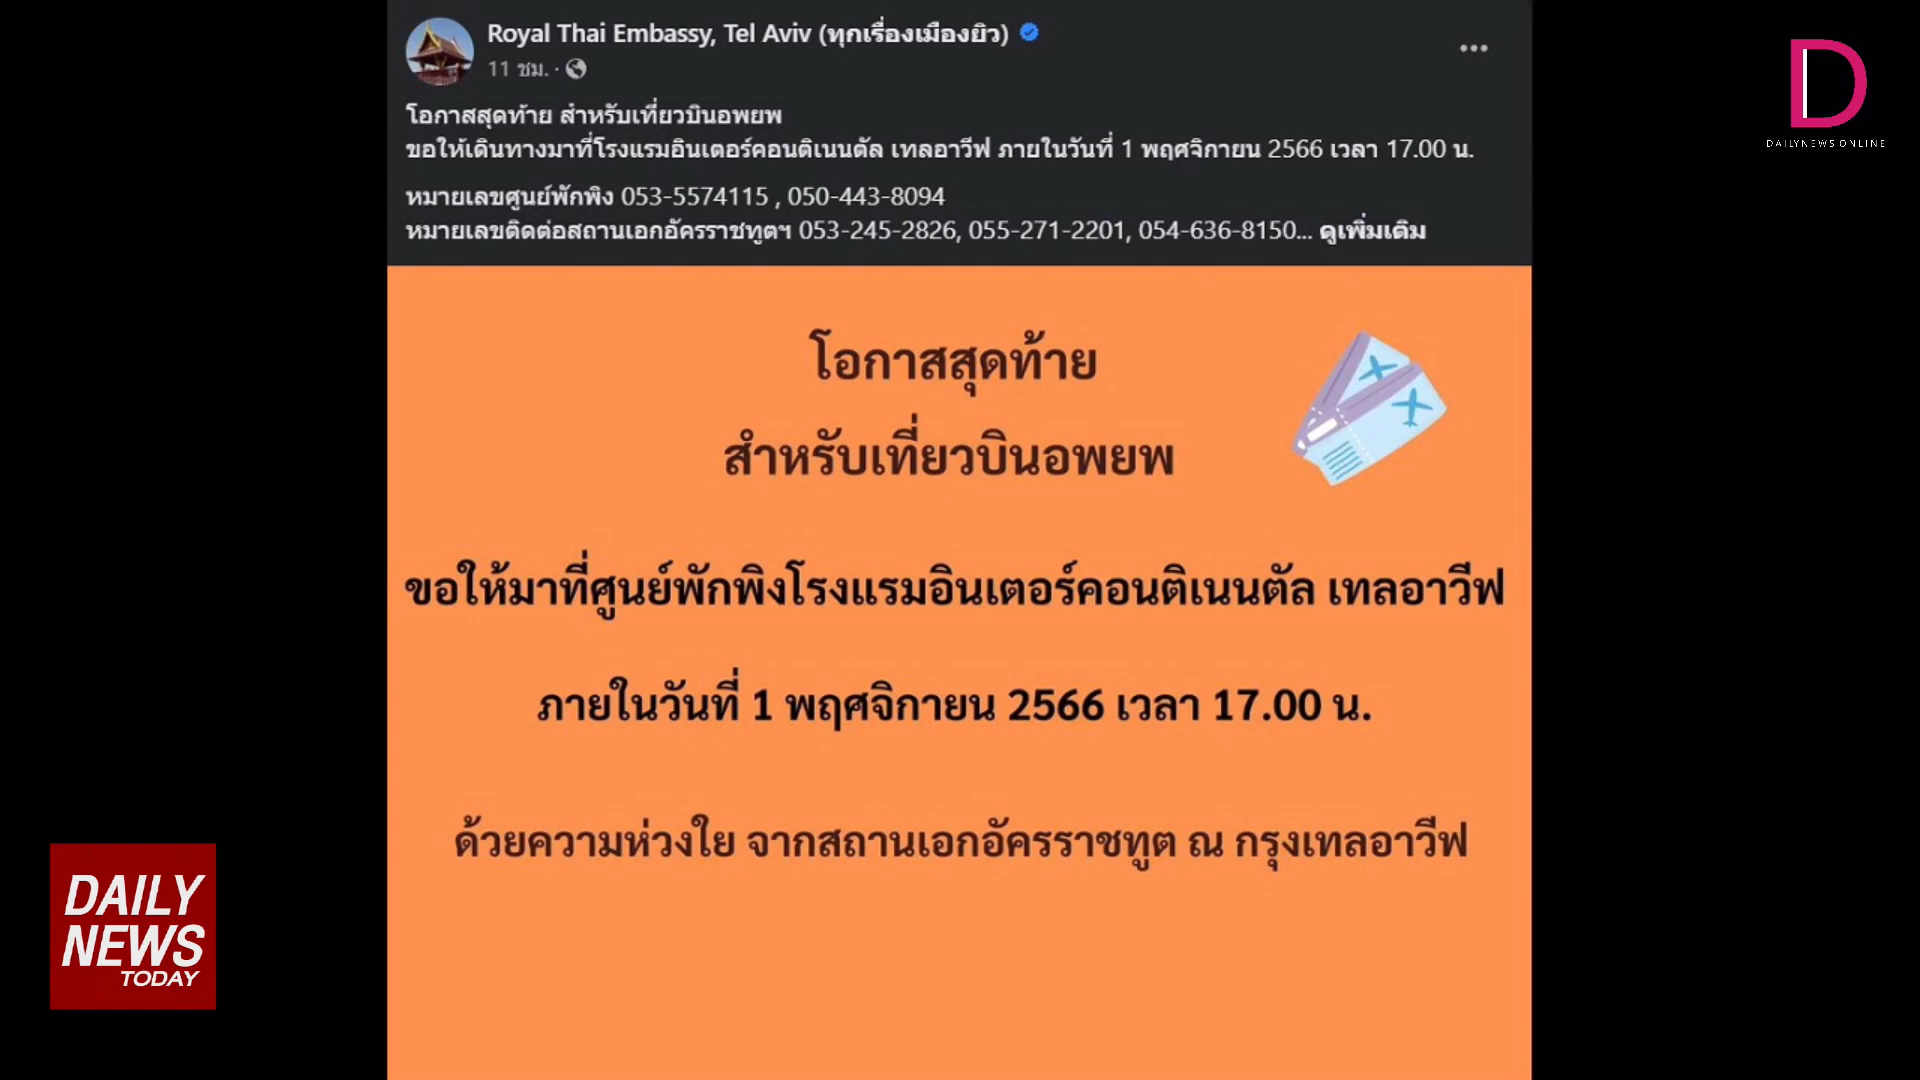 Royal Thai Embassy, Tel Aviv (ทุกเรื่องเมืองยิว)
11 ชม. ·
โอกาสสุดท้าย สำหรับเที่ยวบินอพยพ
ขอให้เดินทางมาที่โรงแรมอินเตอร์คอนติเนนตัล เทลอาวีฟ ภายในวันที่ 1 พฤศจิกายน 2566 เวลา 17.00 น.
หมายเลขศูนย์พักพิง 053-5574115 , 050-443-8094
หมายเลขติดต่อสถานเอกอัครราชทูตฯ 053-245-2826, 055-271-2201, 054-636-8150... ดูเพิ่มเติม
โอกาสสุดท้าย
สำหรับเที่ยวบินอพยพ
ขอให้มาที่ศูนย์พักพิงโรงแรมอินเตอร์คอนติเนนตัล เทลอาวีฟ
ภายในวันที่ 1 พฤศจิกายน 2566 เวลา 17.00 น.
ด้วยความห่วงใย จากสถานเอกอัครราชทูต ณ กรุงเทลอาวีฟ
D
DAILYNEWS ONLINE
DAILY
NEWS
TODAY